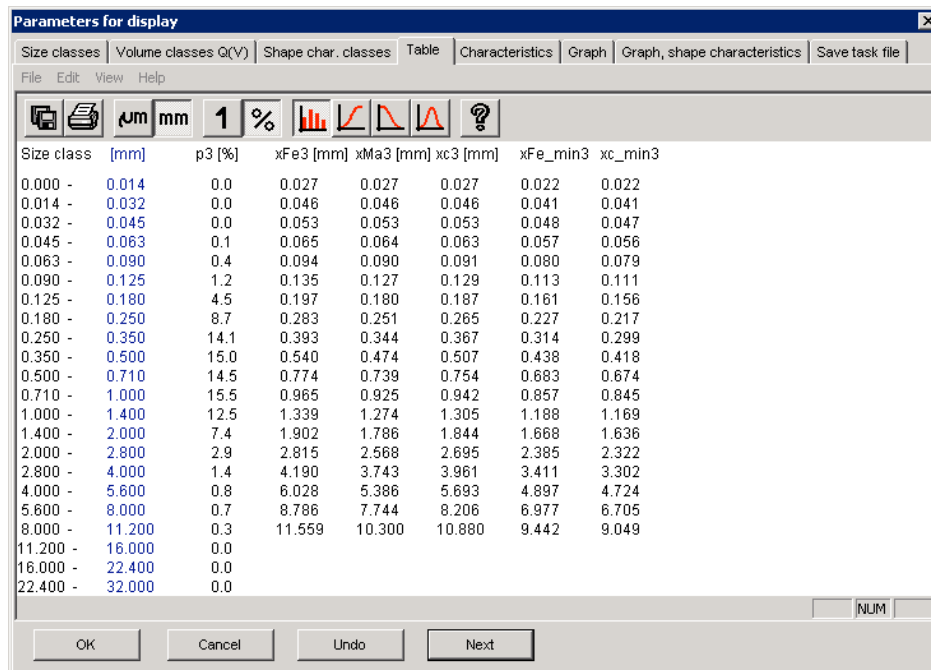 Parameters for display
Size classes Volume classes Q(V) Shape char. classes Table Characteristics Graph Graph, shape characteristics Save task file
File Edit View Help
µm mm 1 %
Size class [mm] p3 [%] xFe3 [mm] xMa3 [mm] xc3 [mm] xFe_min3 xc_min3
0.000 - 0.014 0.0 0.027 0.027 0.027 0.022 0.022
0.014 - 0.032 0.0 0.046 0.046 0.046 0.041 0.041
0.032 - 0.045 0.0 0.053 0.053 0.053 0.048 0.047
0.045 - 0.063 0.1 0.065 0.064 0.063 0.057 0.056
0.063 - 0.090 0.4 0.094 0.090 0.091 0.080 0.079
0.090 - 0.125 1.2 0.135 0.127 0.129 0.113 0.111
0.125 - 0.180 4.5 0.197 0.180 0.187 0.161 0.156
0.180 - 0.250 8.7 0.283 0.251 0.265 0.227 0.217
0.250 - 0.350 14.1 0.393 0.344 0.367 0.314 0.299
0.350 - 0.500 15.0 0.540 0.474 0.507 0.438 0.418
0.500 - 0.710 14.5 0.774 0.739 0.754 0.683 0.674
0.710 - 1.000 15.5 0.965 0.925 0.942 0.857 0.845
1.000 - 1.400 12.5 1.339 1.274 1.305 1.188 1.169
1.400 - 2.000 7.4 1.902 1.786 1.844 1.668 1.636
2.000 - 2.800 2.9 2.815 2.568 2.695 2.385 2.322
2.800 - 4.000 1.4 4.190 3.743 3.961 3.411 3.302
4.000 - 5.600 0.8 6.028 5.386 5.693 4.897 4.724
5.600 - 8.000 0.7 8.786 7.744 8.206 6.977 6.705
8.000 - 11.200 0.3 11.559 10.300 10.880 9.442 9.049
11.200 - 16.000 0.0
16.000 - 22.400 0.0
22.400 - 32.000 0.0
NUM
OK Cancel Undo Next